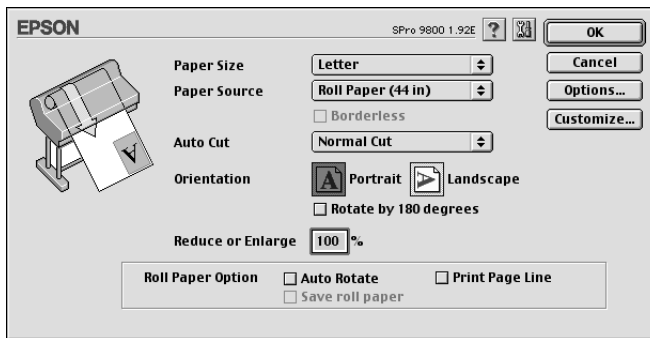 EPSON
SPro 9800 1.92E ?
OK
Paper Size Letter
Cancel
Paper Source Roll Paper (44 in)
Options...
Borderless
Customize...
Auto Cut Normal Cut
Orientation A Portrait A Landscape
Rotate by 180 degrees
A
Reduce or Enlarge 100 %
Roll Paper Option Auto Rotate Print Page Line
Save roll paper